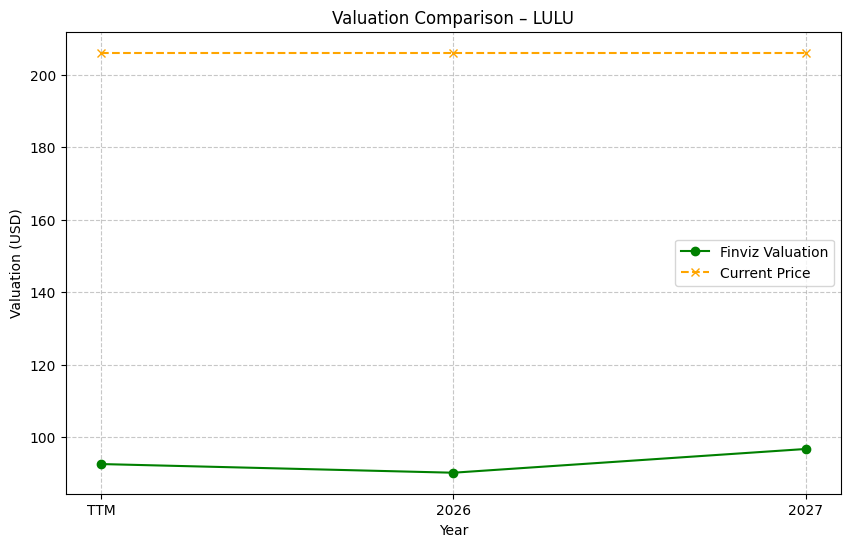 Valuation Comparison – LULU
Valuation (USD)
200
180
160
140
120
100
Finviz Valuation
Current Price
TTM
2026
2027
Year